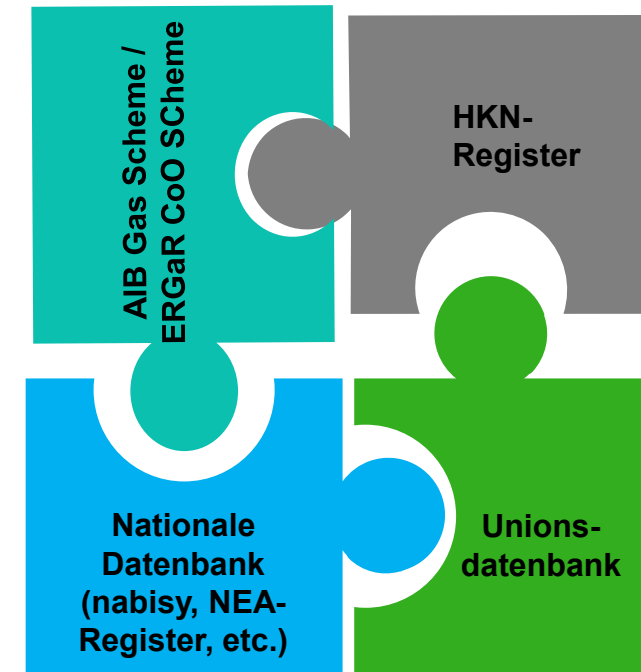 AIB Gas Scheme /
ERGaR CoO SCheme
HKN-
Register
Nationale
Datenbank
(nabisy, NEA-
Register, etc.)
Unions-
datenbank